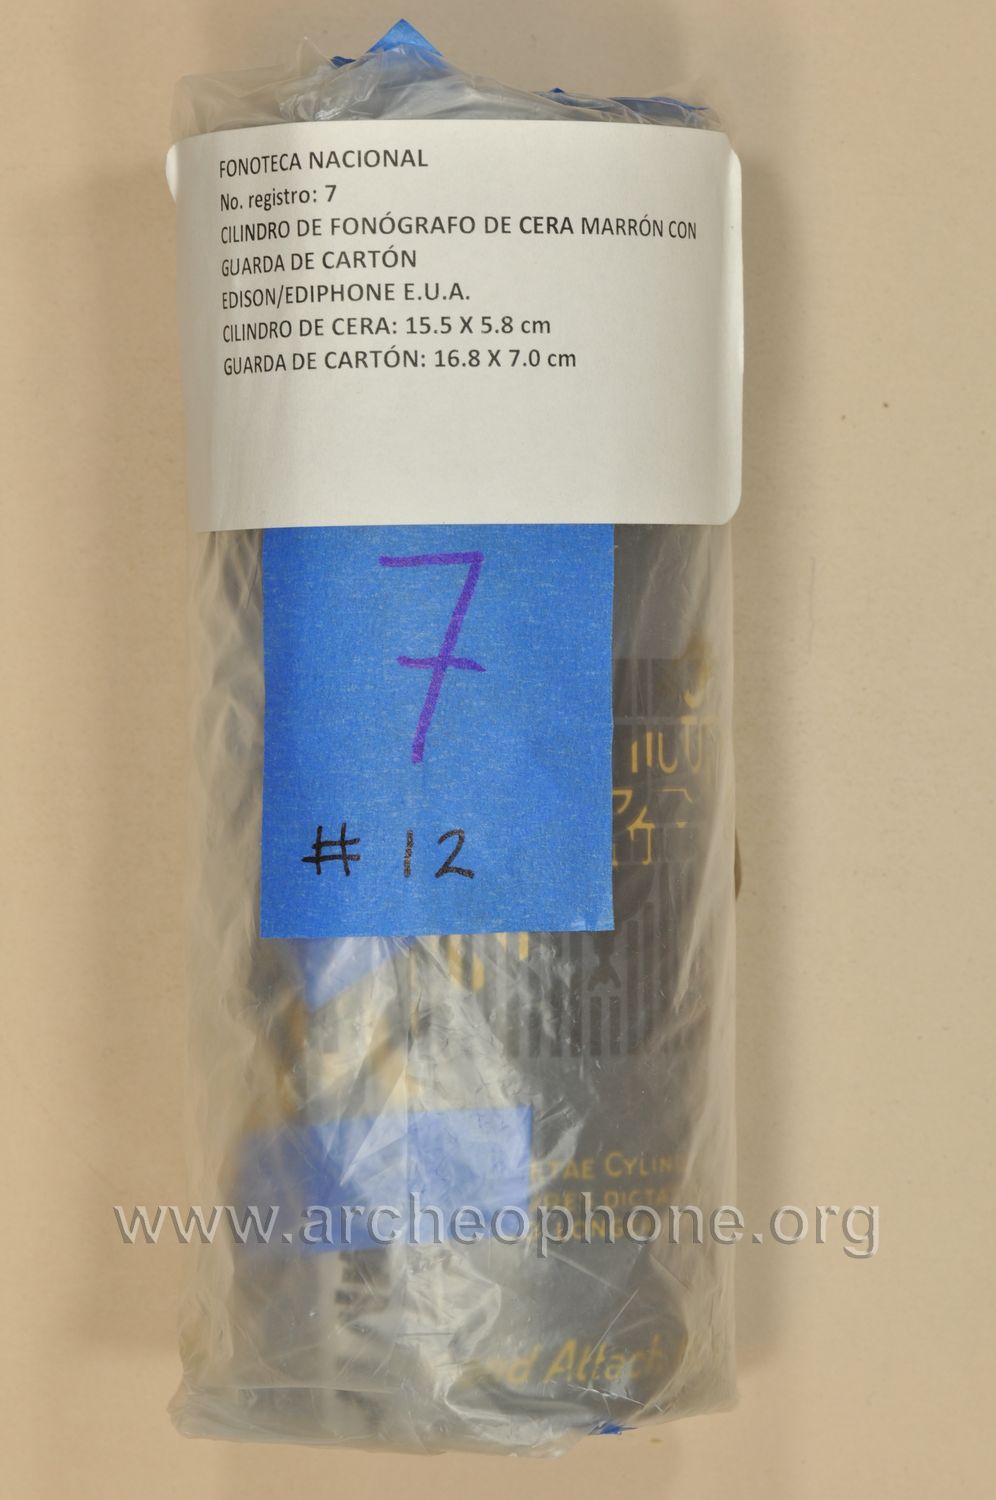 FONOTECA NACIONAL
No. registro: 7
CILINDRO DE FONÓGRAFO DE CERA MARRÓN CON
GUARDA DE CARTÓN
EDISON/EDIPHONE E.U.A.
CILINDRO DE CERA: 15.5 X 5.8 cm
GUARDA DE CARTÓN: 16.8 X 7.0 cm
7
# 12
www.archeophone.org